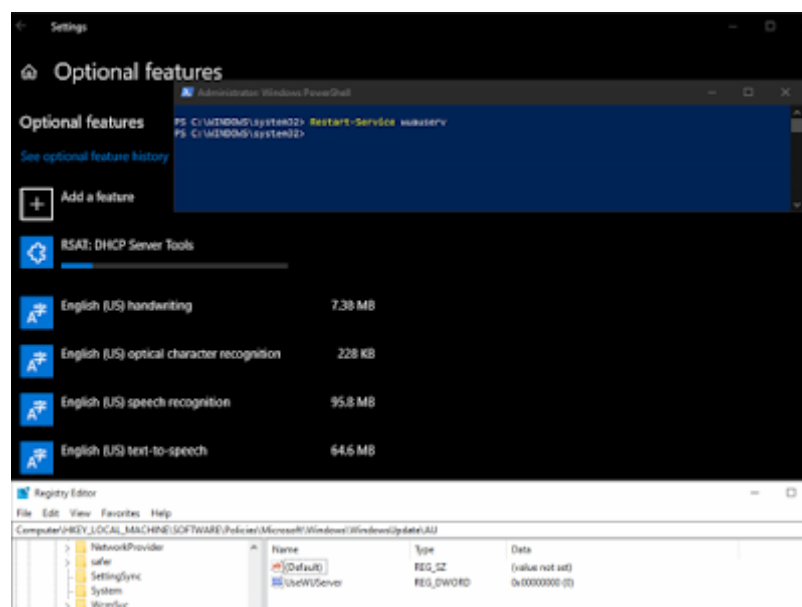 Settings
Optional features
Administrator: Windows PowerShell
Optional features
PS C:\WINDOWS\system32> Restart-Service wuauserv
PS C:\WINDOWS\system32>
See optional feature history
Add a feature
RSAT: DHCP Server Tools
English (US) handwriting 7.38 MB
English (US) optical character recognition 228 KB
English (US) speech recognition 95.8 MB
English (US) text-to-speech 64.6 MB
Registry Editor
File Edit View Favorites Help
Computer\HKEY_LOCAL_MACHINE\SOFTWARE\Policies\Microsoft\Windows\WindowsUpdate\AU
NetworkProvider Name Type Data
safer (Default) REG_SZ (value not set)
SettingSync UseWUServer REG_DWORD 0x00000000 (0)
System
WcmSvc